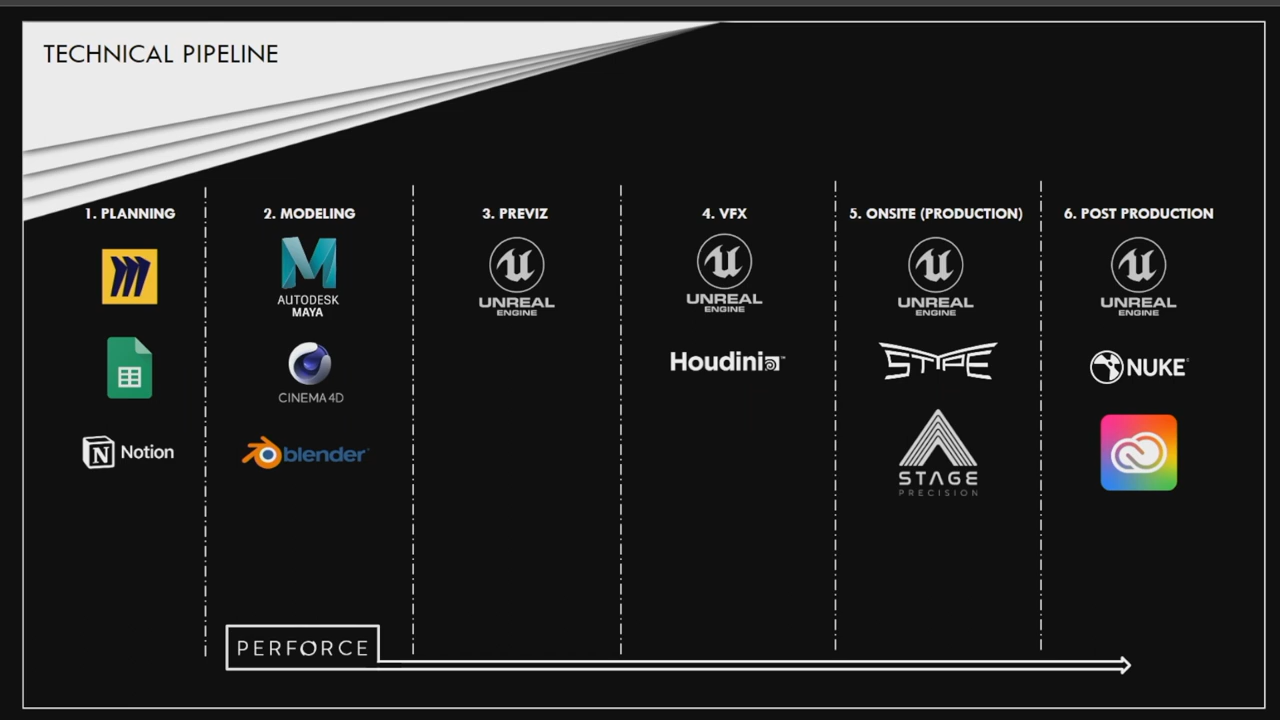 TECHNICAL PIPELINE
1. PLANNING
2. MODELING
3. PREVIZ
4. VFX
5. ONSITE (PRODUCTION)
6. POST PRODUCTION
AUTODESK
MAYA
UNREAL
ENGINE
UNREAL
ENGINE
UNREAL
ENGINE
UNREAL
ENGINE
CINEMA 4D
Houdini™
STYPE
NUKE
Notion
blender
STAGE
PRECISION
PERFORCE